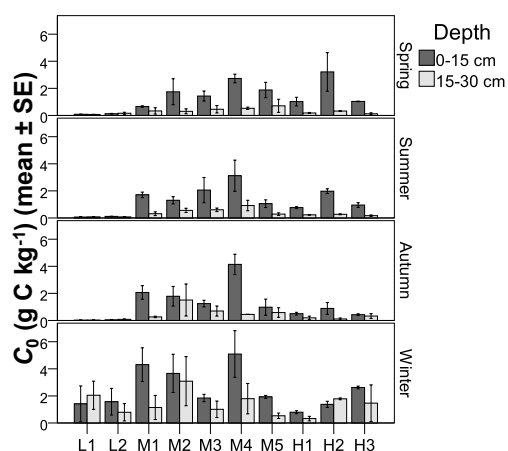 Depth
0-15 cm
15-30 cm
C0 (g C kg-1) (mean ± SE)
6
4
2
0
Spring
6
4
2
0
Summer
6
4
2
0
Autumn
6
4
2
0
Winter
L1 L2 M1 M2 M3 M4 M5 H1 H2 H3